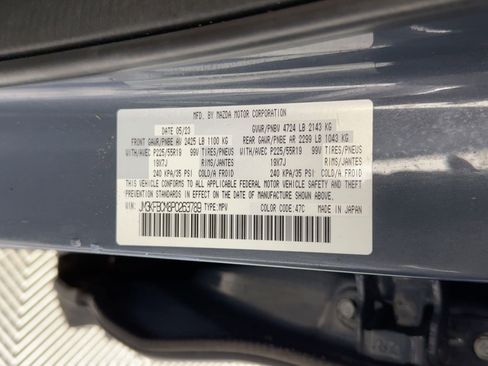 MFD. BY MAZDA MOTOR CORPORATION
DATE 05/23 GVWR/PNBV 4724 LB 2143 KG
FRONT GAWR/PNBE AV 2425 LB 1100 KG REAR GAWR/PNBE AR 2299 LB 1043 KG
WITH/AVEC P225/55R19 99V TIRES/PNEUS WITH/AVEC P225/55R19 99V TIRES/PNEUS
19X7J RIMS/JANTES 19X7J RIMS/JANTES
240 KPA/35 PSI COLD/A FROID 240 KPA/35 PSI COLD/A FROID
THIS VEHICLE CONFORMS TO ALL APPLICABLE FEDERAL MOTOR VEHICLE SAFETY AND THEFT
PREVENTION STANDARDS IN EFFECT ON THE DATE OF MANUFACTURE SHOWN ABOVE.
VIN: JM3KFBCM8PO263789 TYPE:MPV COLOR CODE:47C MADE IN JAPAN